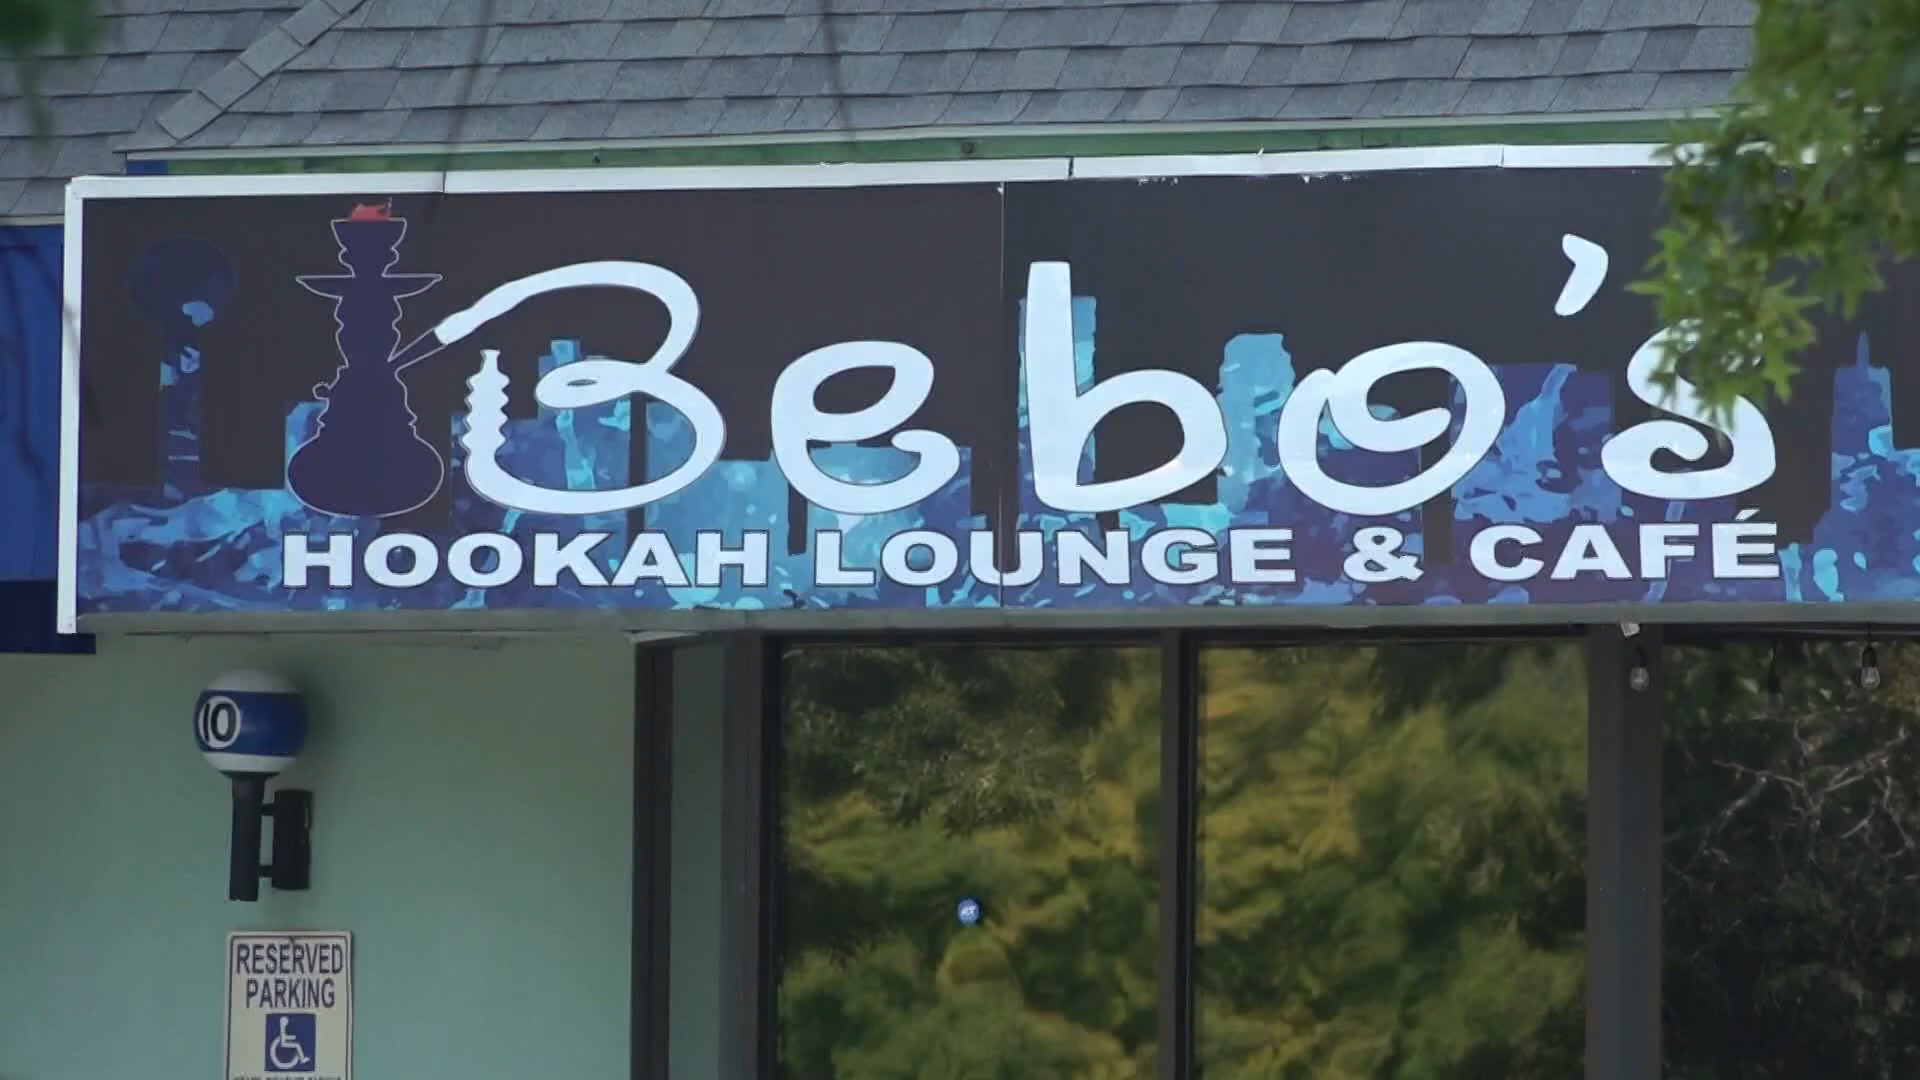 Bebo's
HOOKAH LOUNGE & CAFÉ
10
RESERVED
PARKING